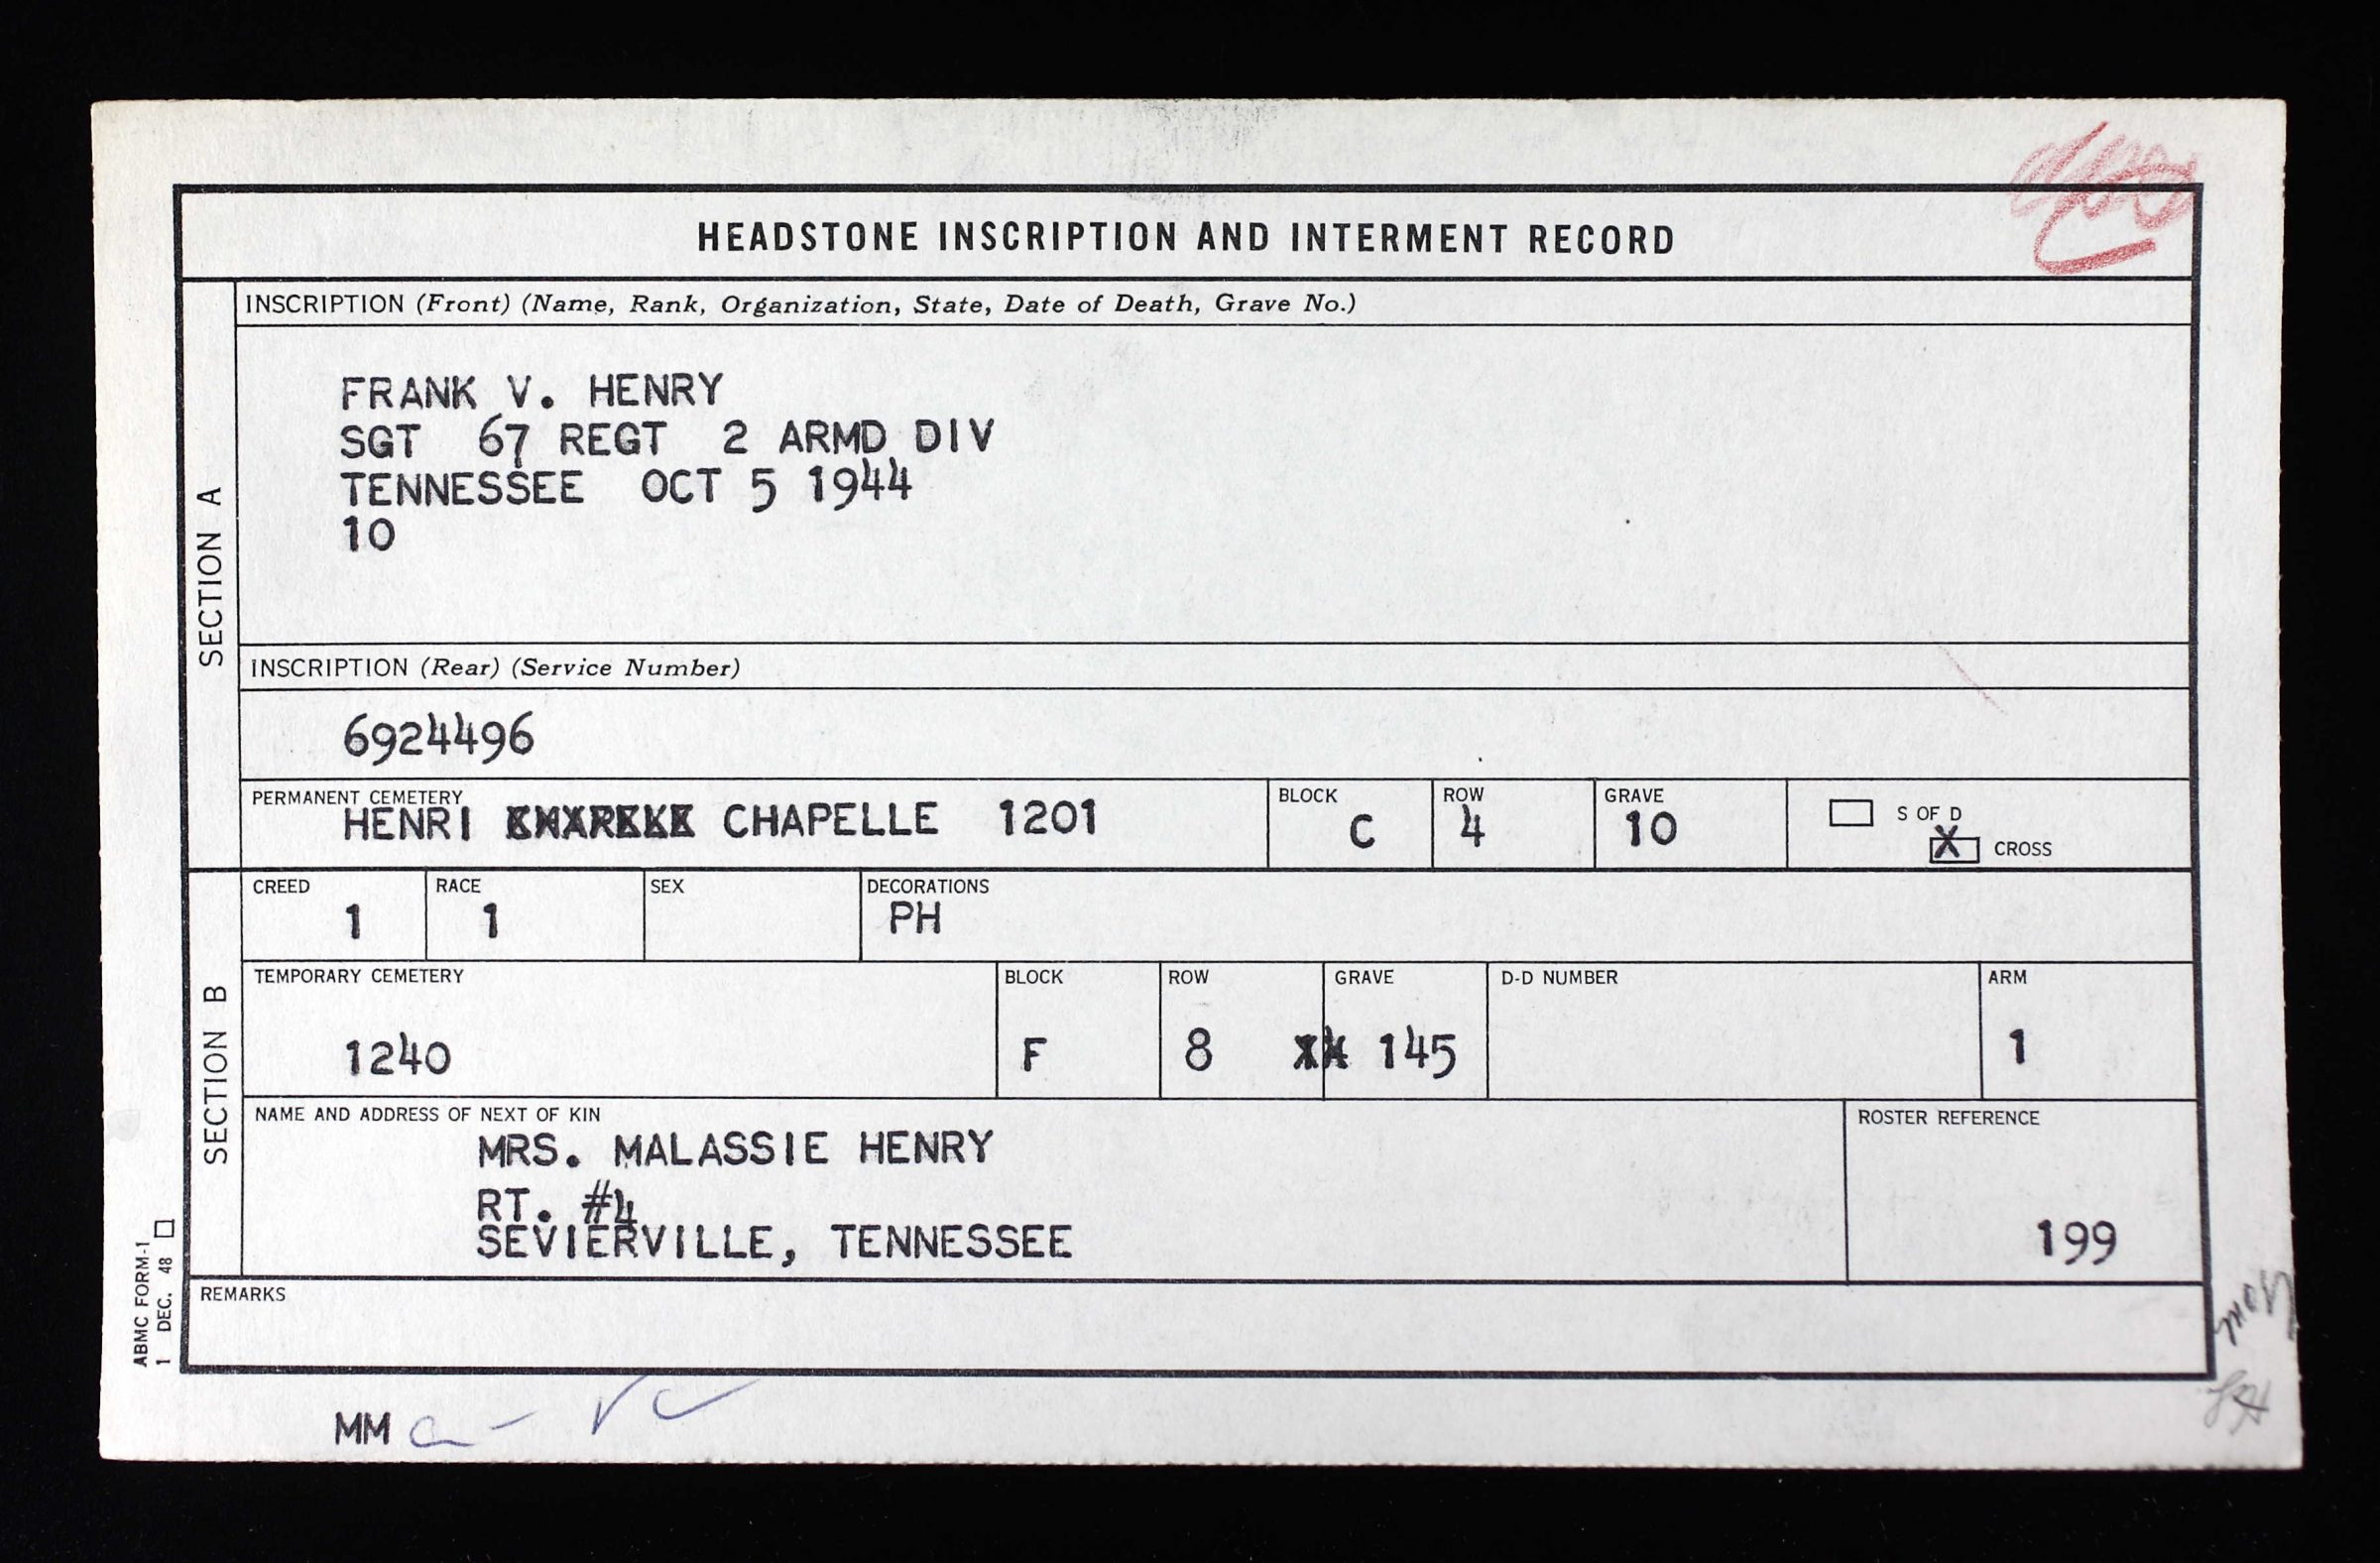 HEADSTONE INSCRIPTION AND INTERMENT RECORD
SECTION A
INSCRIPTION (Front) (Name, Rank, Organization, State, Date of Death, Grave No.)
FRANK V. HENRY
SGT 67 REGT 2 ARMD DIV
TENNESSEE OCT 5 1944
10
INSCRIPTION (Rear) (Service Number)
6924496
PERMANENT CEMETERY
HENRI CHAPELLE 1201
BLOCK
C
ROW
4
GRAVE
10
S OF D
X CROSS
SECTION B
CREED
1
RACE
1
SEX
DECORATIONS
PH
TEMPORARY CEMETERY
1240
BLOCK
F
ROW
8
GRAVE
145
D-D NUMBER
ARM
1
NAME AND ADDRESS OF NEXT OF KIN
MRS. MALASSIE HENRY
RT. #4
SEVIERVILLE, TENNESSEE
ROSTER REFERENCE
199
REMARKS
ABMC FORM-1
1 DEC. 48
MM